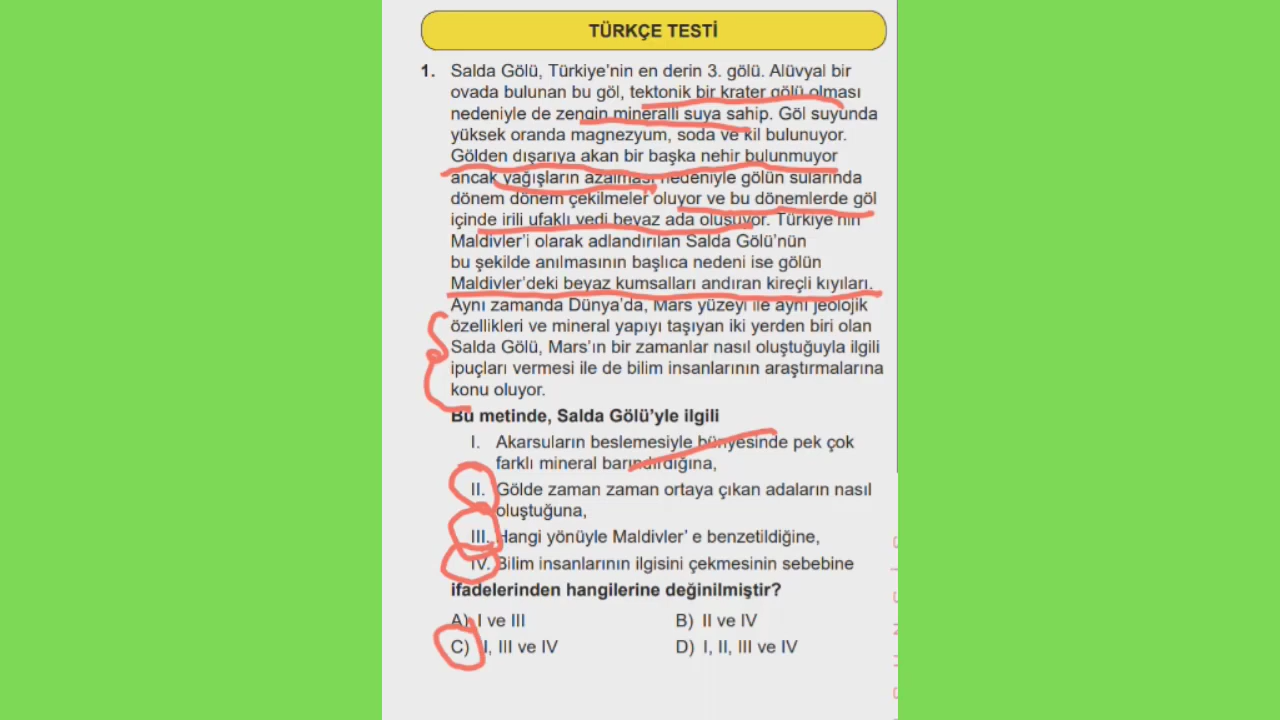 TÜRKÇE TESTİ
1. Salda Gölü, Türkiye'nin en derin 3. gölü. Alüvyal bir
ovada bulunan bu göl, tektonik bir krater gölü olması
nedeniyle de zengin mineralli suya sahip. Göl suyunda
yüksek oranda magnezyum, soda ve kil bulunuyor.
Gölden dışarıya akan bir başka nehir bulunmuyor
ancak yağışların azalması nedeniyle gölün sularında
dönem dönem çekilmeler oluyor ve bu dönemlerde göl
içinde irili ufaklı yedi beyaz ada oluşuyor. Türkiye'nin
Maldivler'i olarak adlandırılan Salda Gölü'nün
bu şekilde anılmasının başlıca nedeni ise gölün
Maldivler'deki beyaz kumsalları andıran kireçli kıyıları.
Aynı zamanda Dünya'da, Mars yüzeyi ile aynı jeolojik
özellikleri ve mineral yapıyı taşıyan iki yerden biri olan
Salda Gölü, Mars'ın bir zamanlar nasıl oluştuğuyla ilgili
ipuçları vermesi ile de bilim insanlarının araştırmalarına
konu oluyor.
Bu metinde, Salda Gölü'yle ilgili
I. Akarsuların beslemesiyle bünyesinde pek çok
farklı mineral barındırdığına,
II. Gölde zaman zaman ortaya çıkan adaların nasıl
oluştuğuna,
III. Hangi yönüyle Maldivler' e benzetildiğine,
IV. Bilim insanlarının ilgisini çekmesinin sebebine
ifadelerinden hangilerine değinilmiştir?
A) I ve III
B) II ve IV
C) II, III ve IV
D) I, II, III ve IV